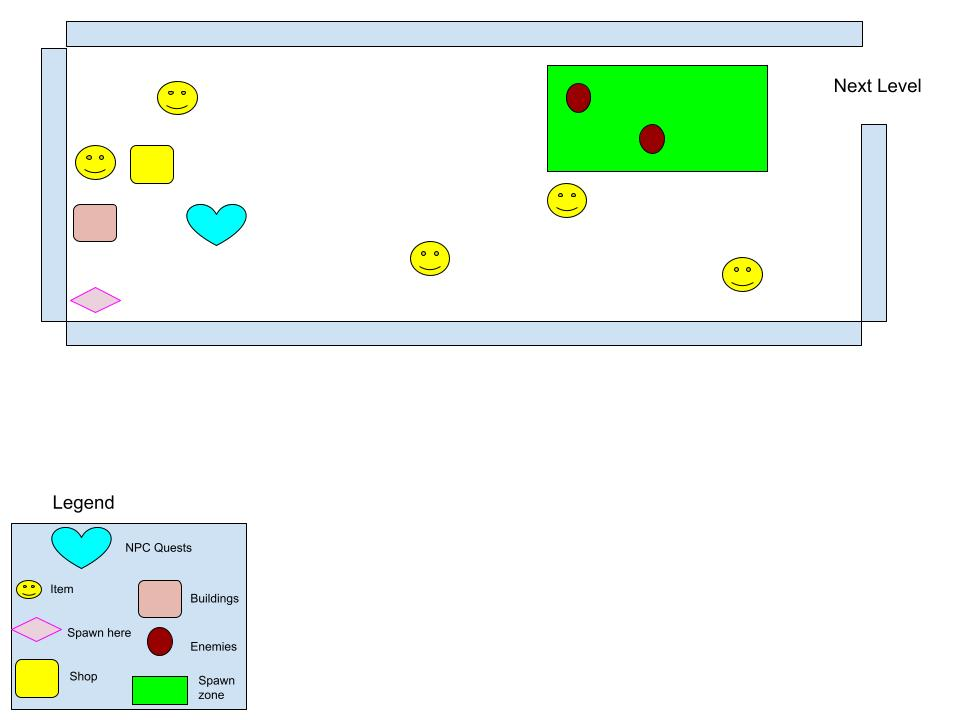 Next Level
Legend
NPC Quests
Item
Buildings
Spawn here
Enemies
Shop
Spawn
zone